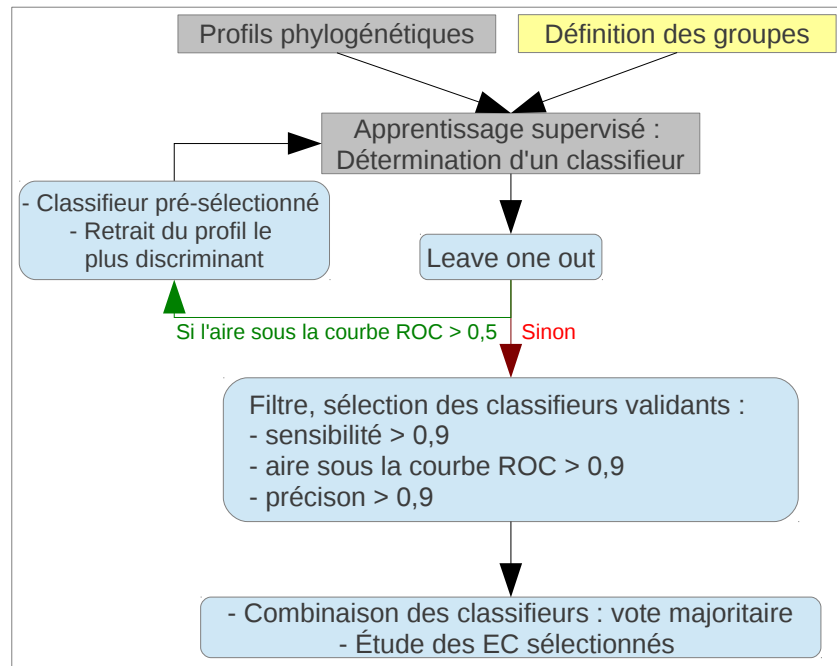 Profils phylogénétiques
Définition des groupes
Apprentissage supervisé :
Détermination d'un classifieur
- Classifieur pré-sélectionné
- Retrait du profil le
plus discriminant
Leave one out
Si l'aire sous la courbe ROC > 0,5
Sinon
Filtre, sélection des classifieurs validants :
- sensibilité > 0,9
- aire sous la courbe ROC > 0,9
- précison > 0,9
- Combinaison des classifieurs : vote majoritaire
- Étude des EC sélectionnés